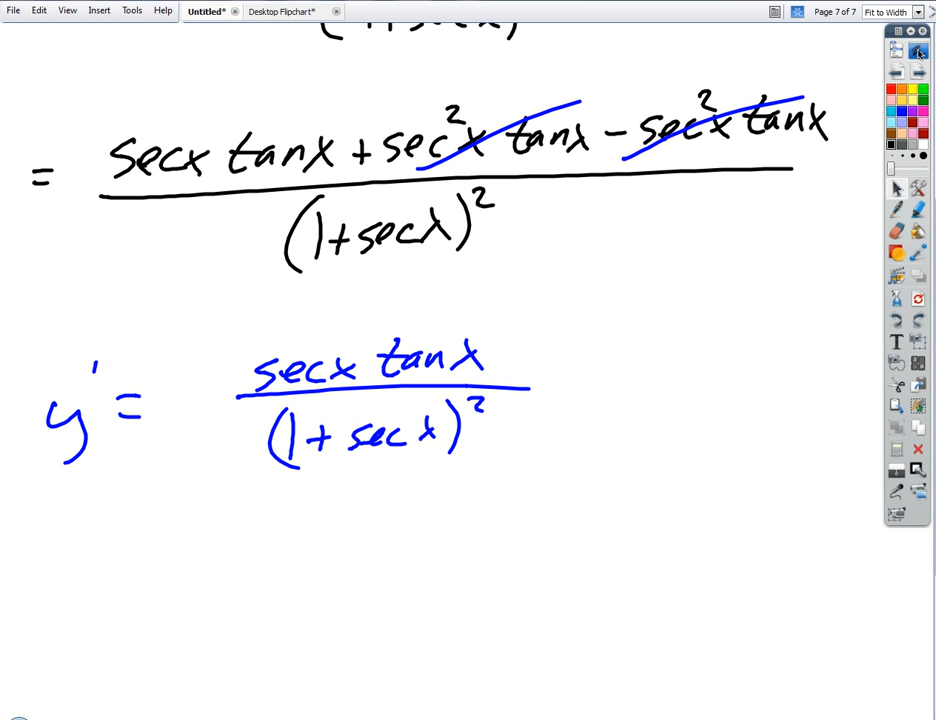 File Edit View Insert Tools Help Untitled* Desktop Flipchart* Page 7 of 7 Fit to Width
= secx tanx + sec²x tanx − sec²x tanx
(1+secx)²
y' = secx tanx
(1+secx)²
T